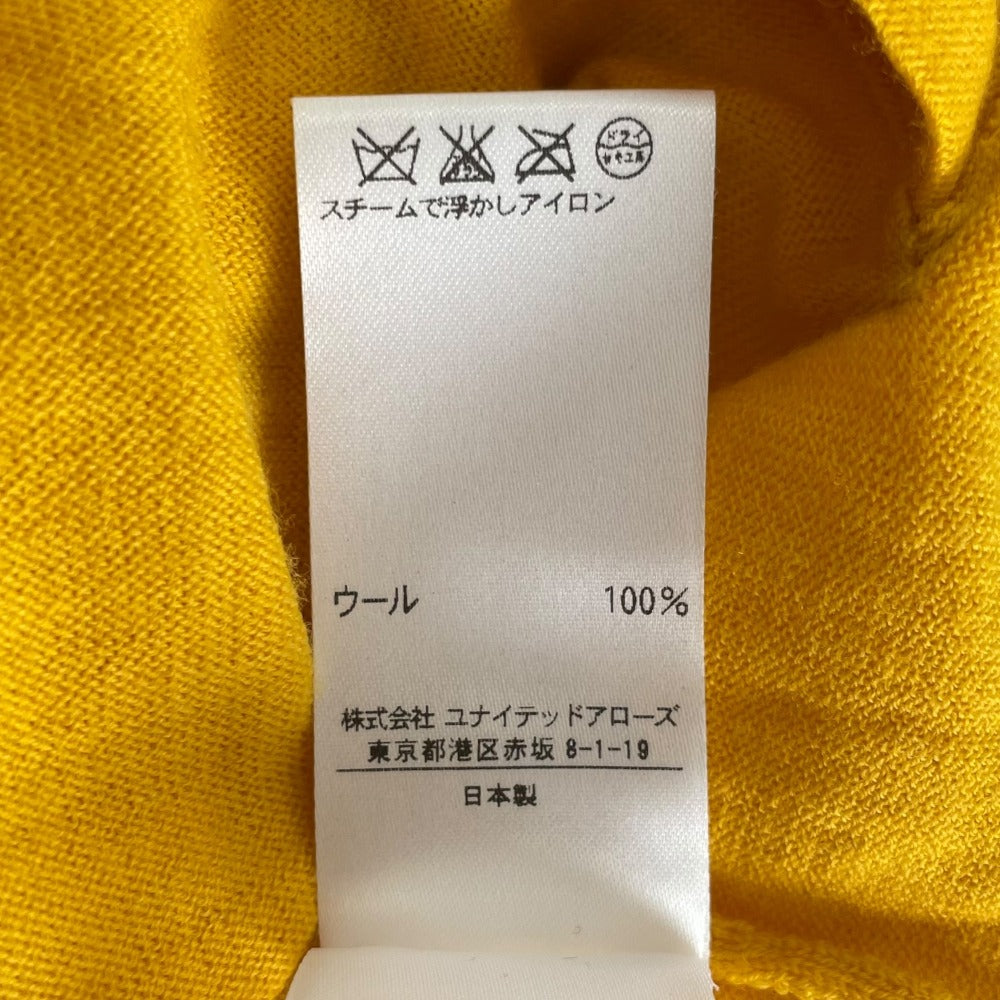 ドライ
セキユ系
スチームで浮かしアイロン
ウール 100%
株式会社 ユナイテッドアローズ
東京都港区赤坂 8-1-19
日本製